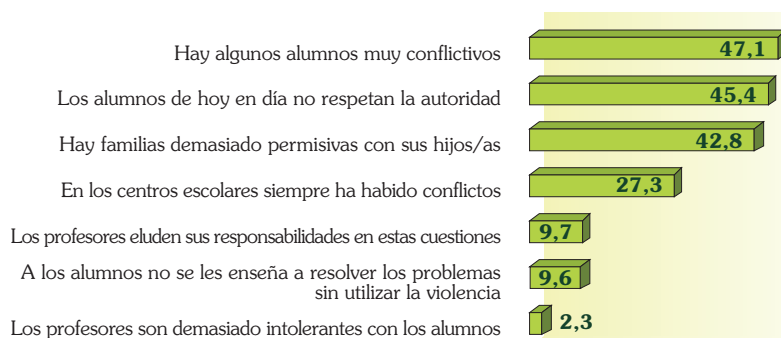 Hay algunos alumnos muy conflictivos 47,1
Los alumnos de hoy en día no respetan la autoridad 45,4
Hay familias demasiado permisivas con sus hijos/as 42,8
En los centros escolares siempre ha habido conflictos 27,3
Los profesores eluden sus responsabilidades en estas cuestiones 9,7
A los alumnos no se les enseña a resolver los problemas
sin utilizar la violencia 9,6
Los profesores son demasiado intolerantes con los alumnos 2,3